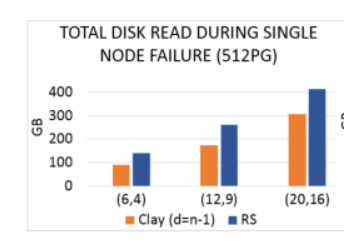 TOTAL DISK READ DURING SINGLE
NODE FAILURE (512PG)
400
300
200
100
0
GB
(6,4) (12,9) (20,16)
Clay (d=n-1) RS